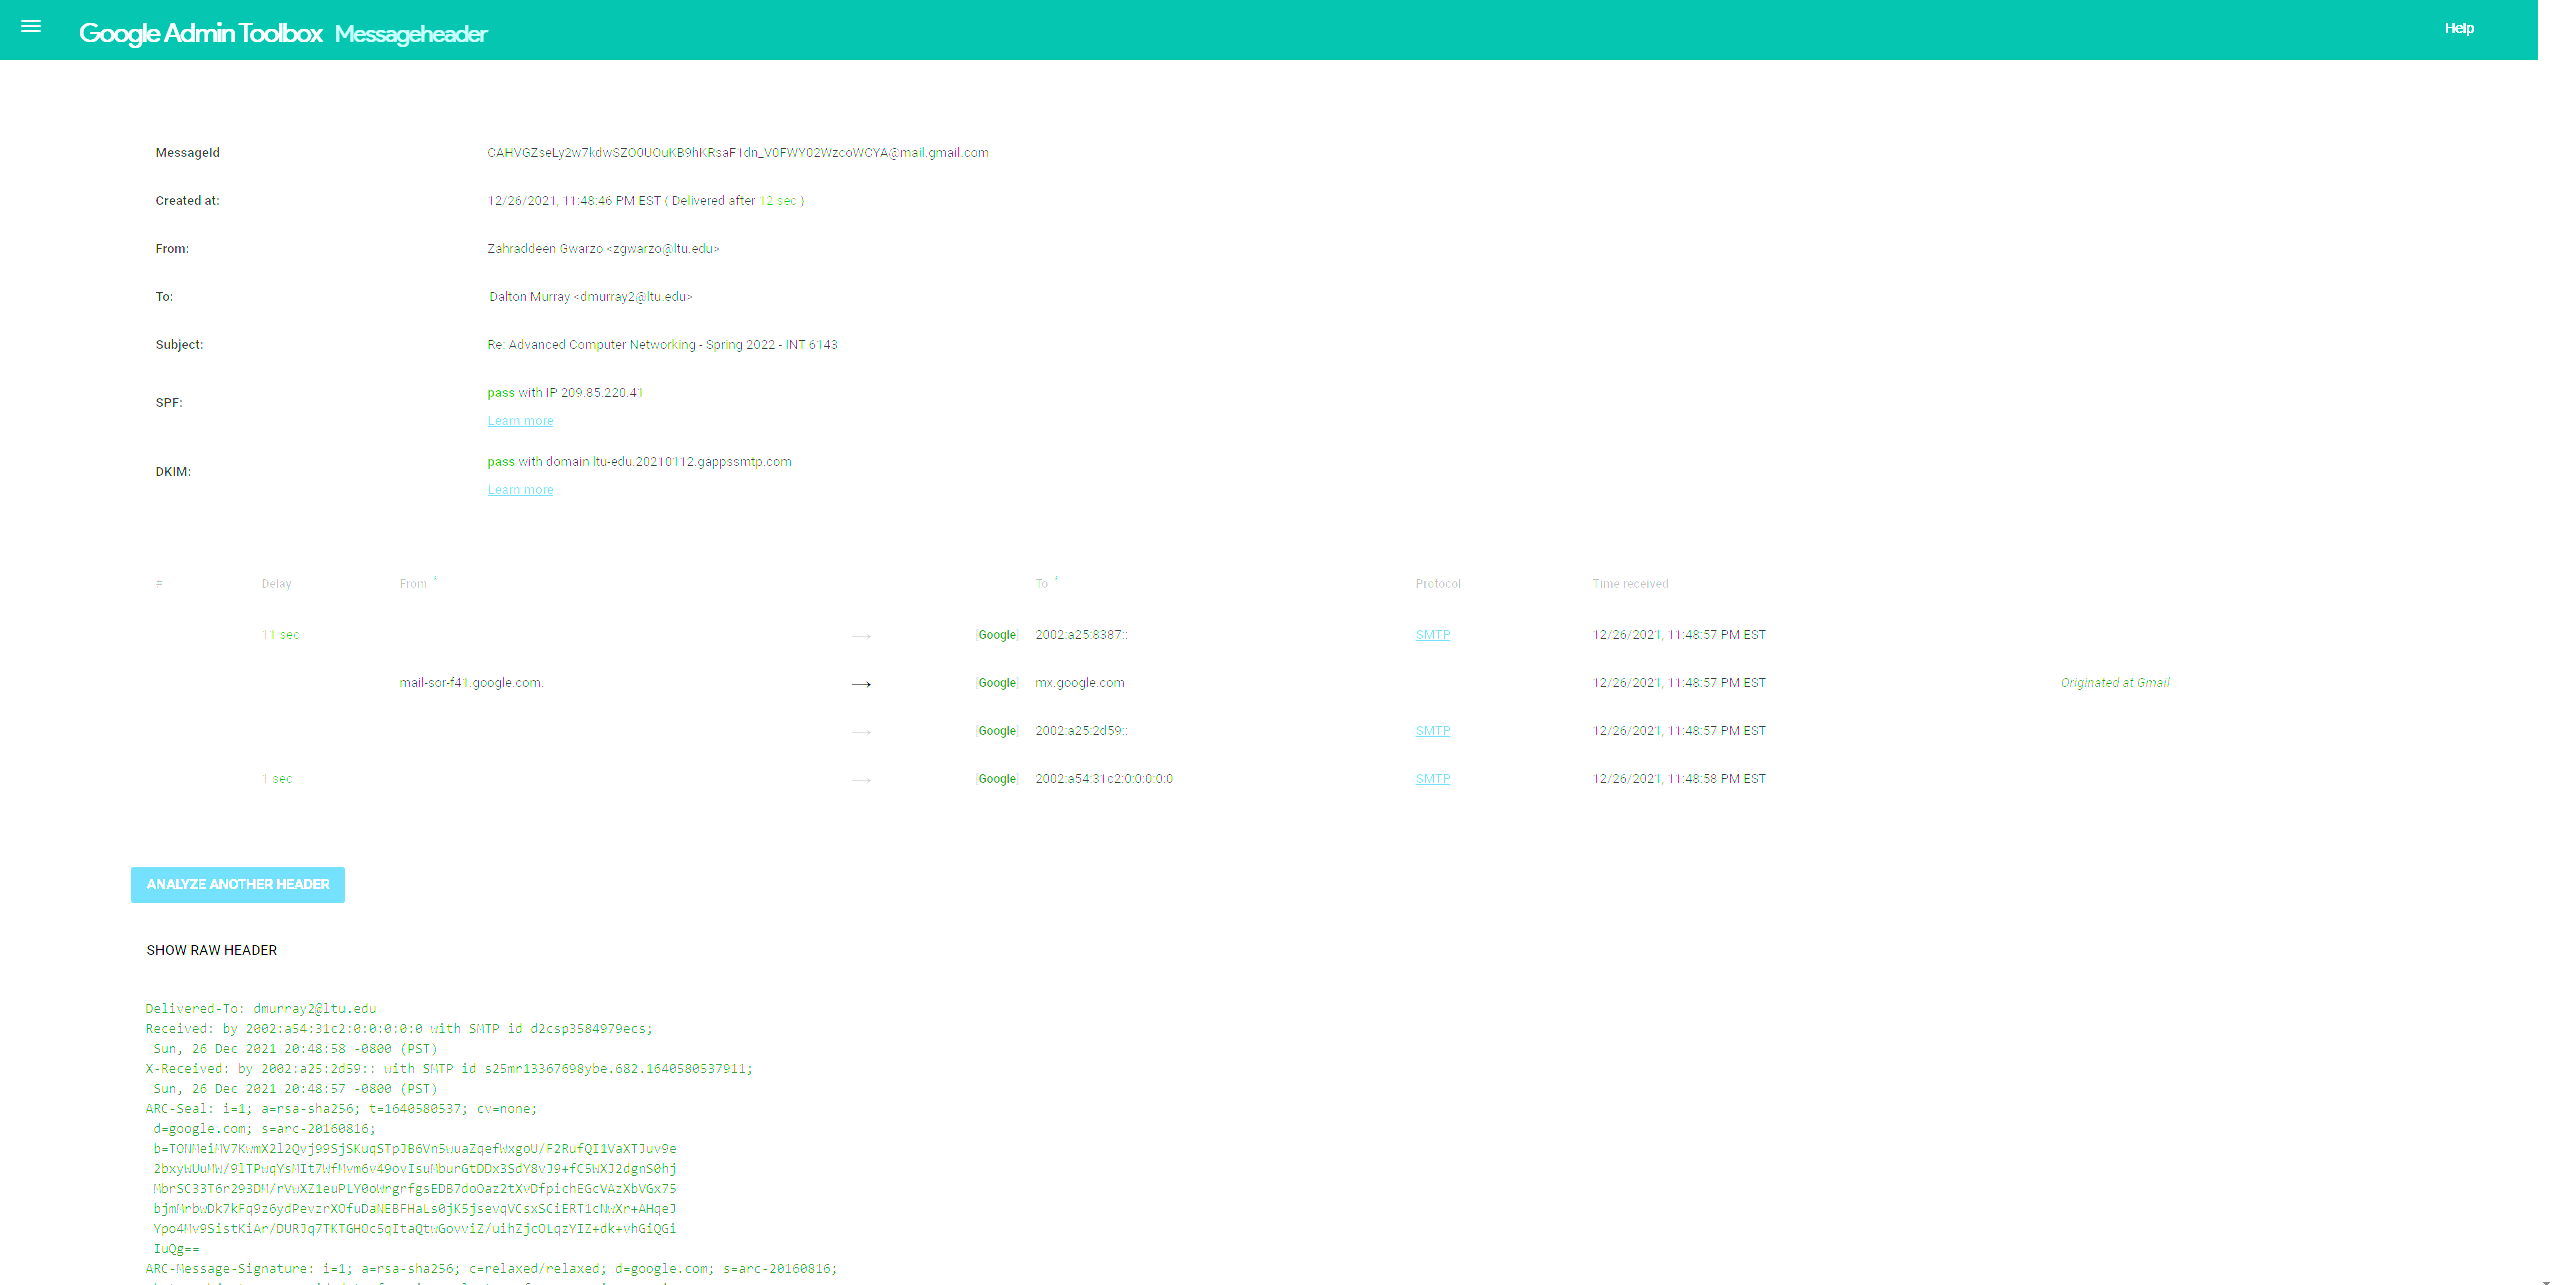 Google Admin Toolbox Messageheader Help
MessageId CAHVGZseLy2w7kdwSZO0UOuKB9hKRsaF1dn_V0FWY02WzcoWCYA@mail.gmail.com
Created at: 12/26/2021, 11:48:46 PM EST ( Delivered after 12 sec )
From: Zahraddeen Gwarzo <zgwarzo@ltu.edu>
To: Dalton Murray <dmurray2@ltu.edu>
Subject: Re: Advanced Computer Networking - Spring 2022 - INT 6143
SPF: pass with IP 209.85.220.41
Learn more
DKIM: pass with domain ltu-edu.20210112.gappssmtp.com
Learn more
# Delay From * To * Protocol Time received
11 sec → [Google] 2002:a25:8387:: SMTP 12/26/2021, 11:48:57 PM EST
mail-sor-f41.google.com. → [Google] mx.google.com 12/26/2021, 11:48:57 PM EST Originated at Gmail
→ [Google] 2002:a25:2d59:: SMTP 12/26/2021, 11:48:57 PM EST
1 sec → [Google] 2002:a54:31c2:0:0:0:0:0 SMTP 12/26/2021, 11:48:58 PM EST
ANALYZE ANOTHER HEADER
SHOW RAW HEADER
Delivered-To: dmurray2@ltu.edu
Received: by 2002:a54:31c2:0:0:0:0:0 with SMTP id d2csp3584979ecs;
Sun, 26 Dec 2021 20:48:58 -0800 (PST)
X-Received: by 2002:a25:2d59:: with SMTP id s25mr13367698ybe.682.1640580537911;
Sun, 26 Dec 2021 20:48:57 -0800 (PST)
ARC-Seal: i=1; a=rsa-sha256; t=1640580537; cv=none;
d=google.com; s=arc-20160816;
b=TONMeiMV7KwmX2l2Qvj99SjSKuqSTpJB6Vn5wuaZqefWxgoU/F2RufQI1VaXTJuv9e
2bxyWUuMW/9lTPwqYsMIt7WfMvm6v49ovIsuMburGtDDx3SdY8vJ9+fC5WXJ2dgnS0hj
MbrSC33T6r293DM/rVwXZ1euPLY0oWrgrfgsEDB7doOaz2tXvDfpichEGcVAzXbVGx75
bjmMrbwDk7kFq9z6ydPevzrXOfuDaNEBFHaLs0jK5jsevqVCsxSCiERT1cNwXr+AHqeJ
Ypo4Mv9SistKiAr/DURJq7TKTGHOc5qItaQtwGovviZ/uihZjcOLqzYIZ+dk+vhGiQGi
IuQg==
ARC-Message-Signature: i=1; a=rsa-sha256; c=relaxed/relaxed; d=google.com; s=arc-20160816;